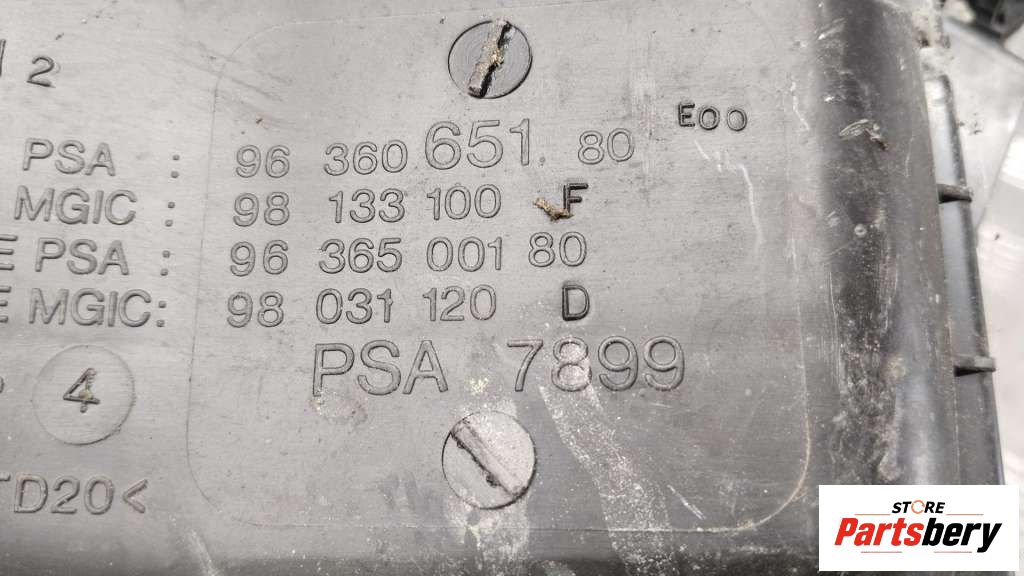 2
E00
PSA : 96 360 651 80
MGIC : 98 133 100 F
E PSA : 96 365 001 80
E MGIC: 98 031 120 D
PSA 7899
4
TD20<
STORE
Partsbery